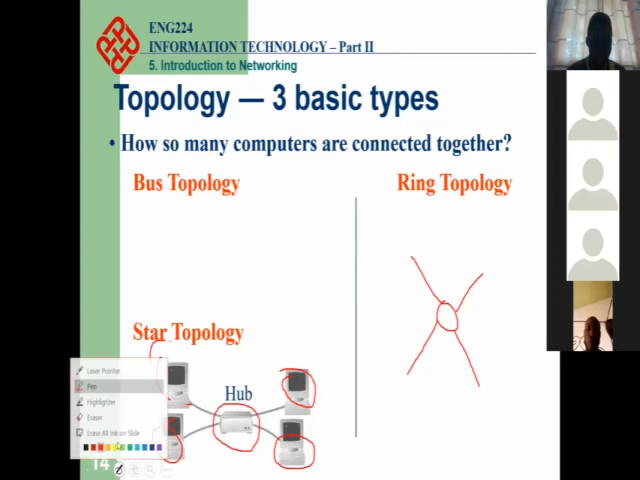 ENG224
INFORMATION TECHNOLOGY – Part II
5. Introduction to Networking
Topology — 3 basic types
• How so many computers are connected together?
Bus Topology
Ring Topology
Star Topology
Hub
Laser Pointer
Pen
Highlighter
Eraser
Erase All Ink on Slide
14